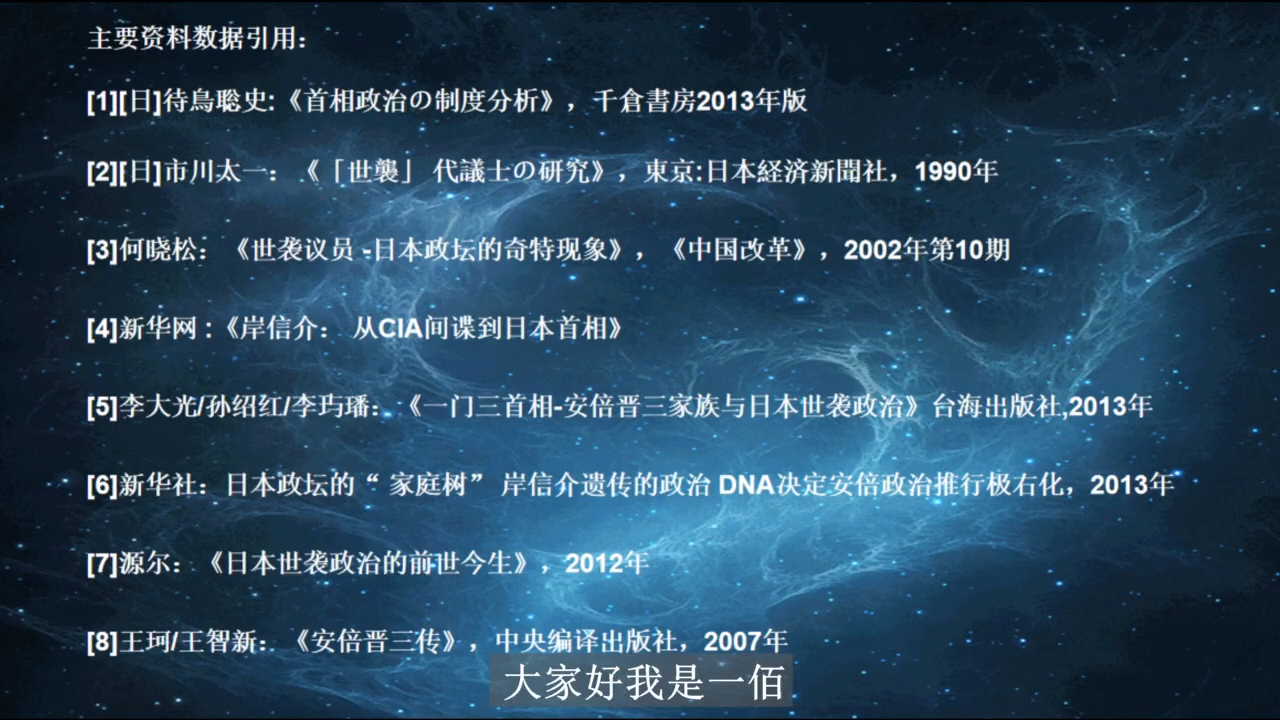 主要资料数据引用：
[1][日]待鳥聡史:《首相政治の制度分析》，千倉書房2013年版
[2][日]市川太一：《「世襲」 代議士の研究》，東京:日本経済新聞社，1990年
[3]何晓松：《世袭议员 -日本政坛的奇特现象》，《中国改革》，2002年第10期
[4]新华网 :《岸信介： 从CIA间谍到日本首相》
[5]李大光/孙绍红/李玙璠：《一门三首相-安倍晋三家族与日本世袭政治》台海出版社,2013年
[6]新华社：日本政坛的“ 家庭树” 岸信介遗传的政治 DNA决定安倍政治推行极右化，2013年
[7]源尔：《日本世袭政治的前世今生》，2012年
[8]王珂/王智新：《安倍晋三传》，中央编译出版社，2007年
大家好我是一佰